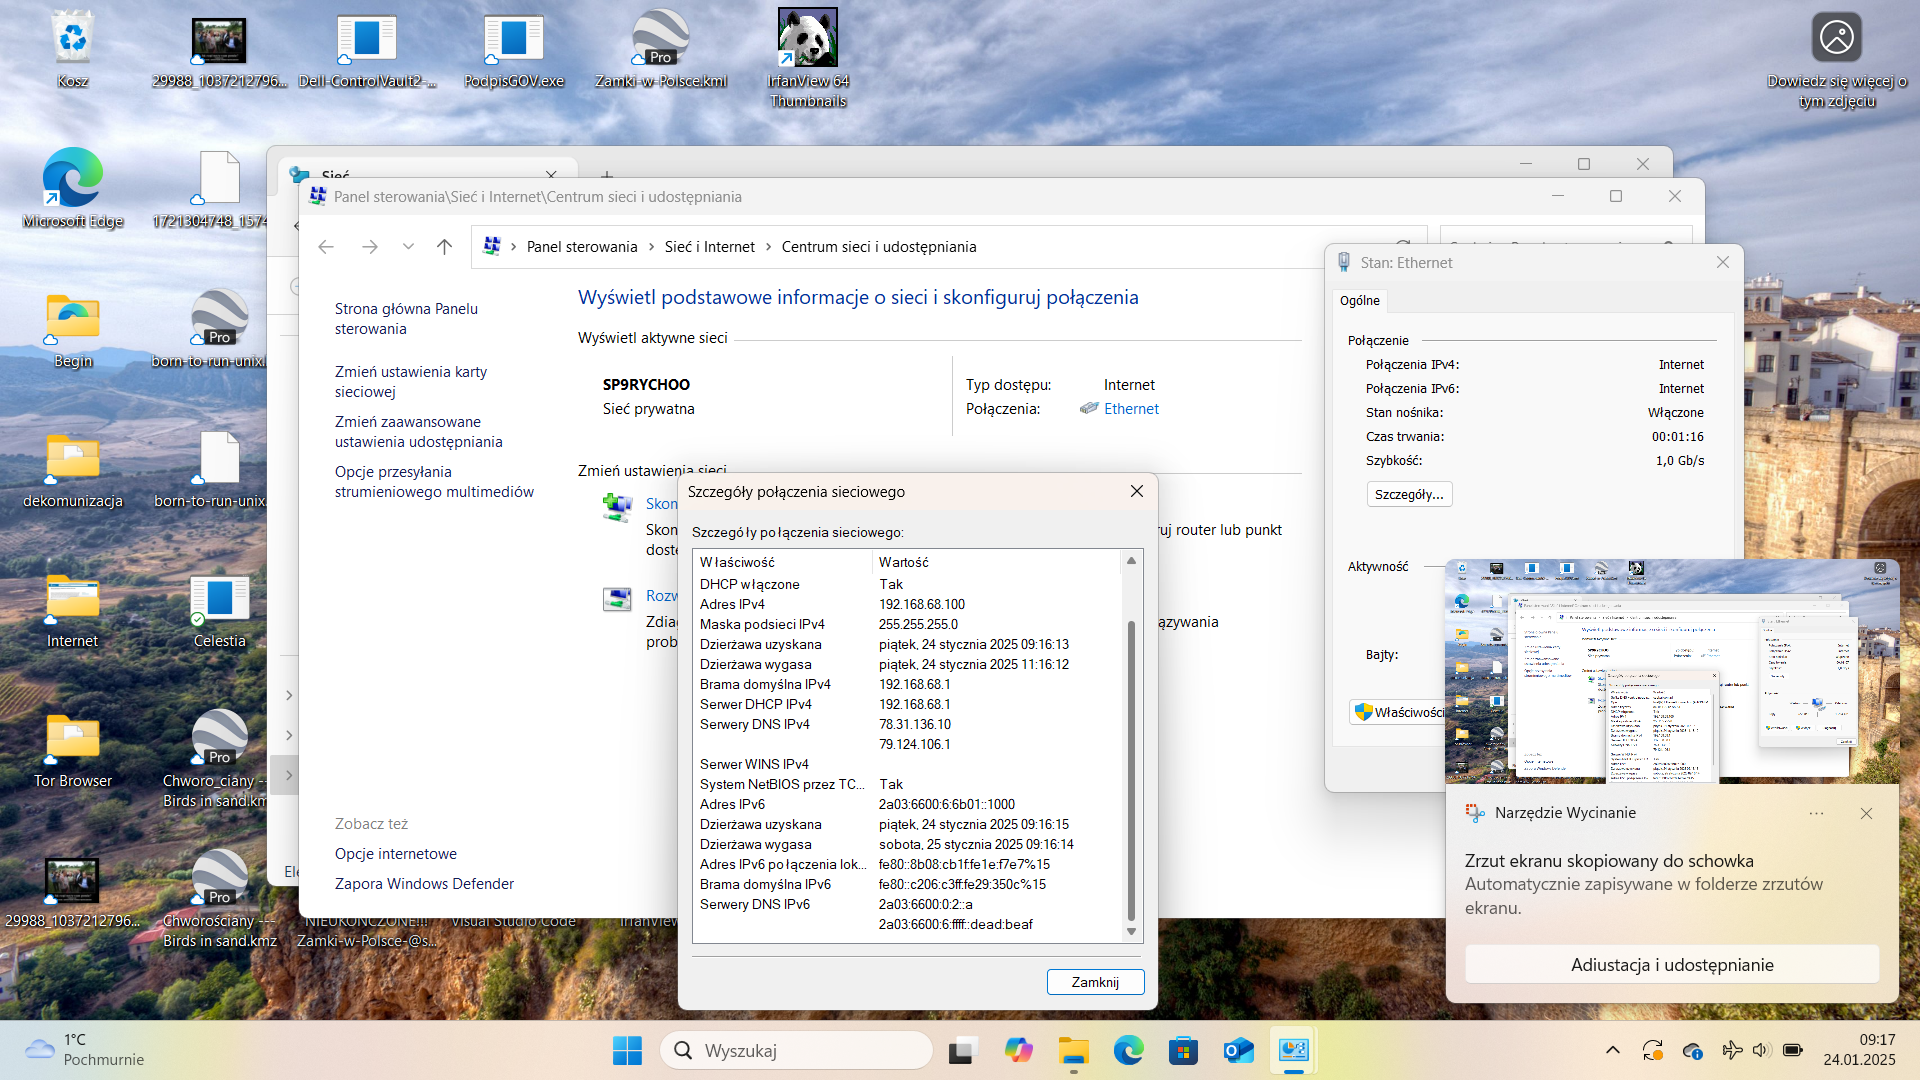 Kosz
29988_1037212796...
Dell-ControlVault2-...
PodpisGOV.exe
Pro
Zamki-w-Polsce.kml
IrfanView 64
Thumbnails
Dowiedz się więcej o
tym zdjęciu
Microsoft Edge
1721304748_1574
Begin
Pro
born-to-run-unix.
dekomunizacja
born-to-run-unix.
Internet
Celestia
Tor Browser
Pro
Chworo_ciany ---
Birds in sand.km
29988_1037212796...
Pro
Chworościany ---
Birds in sand.kmz
NIEUKOŃCZONE!!!
Zamki-w-Polsce-@s...
Visual Studio Code
IrfanView
Sieć
Panel sterowania\Sieć i Internet\Centrum sieci i udostępniania
Panel sterowania
Sieć i Internet
Centrum sieci i udostępniania
Strona główna Panelu
sterowania
Zmień ustawienia karty
sieciowej
Zmień zaawansowane
ustawienia udostępniania
Opcje przesyłania
strumieniowego multimediów
Zobacz też
Opcje internetowe
Zapora Windows Defender
Ele
Wyświetl podstawowe informacje o sieci i skonfiguruj połączenia
Wyświetl aktywne sieci
SP9RYCHOO
Sieć prywatna
Typ dostępu: Internet
Połączenia: Ethernet
Zmień ustawienia sieci
Skon
Skon
uj router lub punkt
dostę
Rozw
Zdiag
ązywania
prob
Szczegóły połączenia sieciowego
Szczegóły połączenia sieciowego:
Właściwość Wartość
DHCP włączone Tak
Adres IPv4 192.168.68.100
Maska podsieci IPv4 255.255.255.0
Dzierżawa uzyskana piątek, 24 stycznia 2025 09:16:13
Dzierżawa wygasa piątek, 24 stycznia 2025 11:16:12
Brama domyślna IPv4 192.168.68.1
Serwer DHCP IPv4 192.168.68.1
Serwery DNS IPv4 78.31.136.10
79.124.106.1
Serwer WINS IPv4
System NetBIOS przez TC... Tak
Adres IPv6 2a03:6600:6:6b01::1000
Dzierżawa uzyskana piątek, 24 stycznia 2025 09:16:15
Dzierżawa wygasa sobota, 25 stycznia 2025 09:16:14
Adres IPv6 połączenia lok... fe80::8b08:cb1f:fe1e:f7e7%15
Brama domyślna IPv6 fe80::c206:c3ff:fe29:350c%15
Serwery DNS IPv6 2a03:6600:0:2::a
2a03:6600:6:ffff::dead:beaf
Zamknij
Stan: Ethernet
Ogólne
Połączenie
Połączenia IPv4: Internet
Połączenia IPv6: Internet
Stan nośnika: Włączone
Czas trwania: 00:01:16
Szybkość: 1,0 Gb/s
Szczegóły...
Aktywność
Bajty:
Właściwości
Narzędzie Wycinanie
Zrzut ekranu skopiowany do schowka
Automatycznie zapisywane w folderze zrzutów
ekranu.
Adiustacja i udostępnianie
1°C
Pochmurnie
Wyszukaj
09:17
24.01.2025